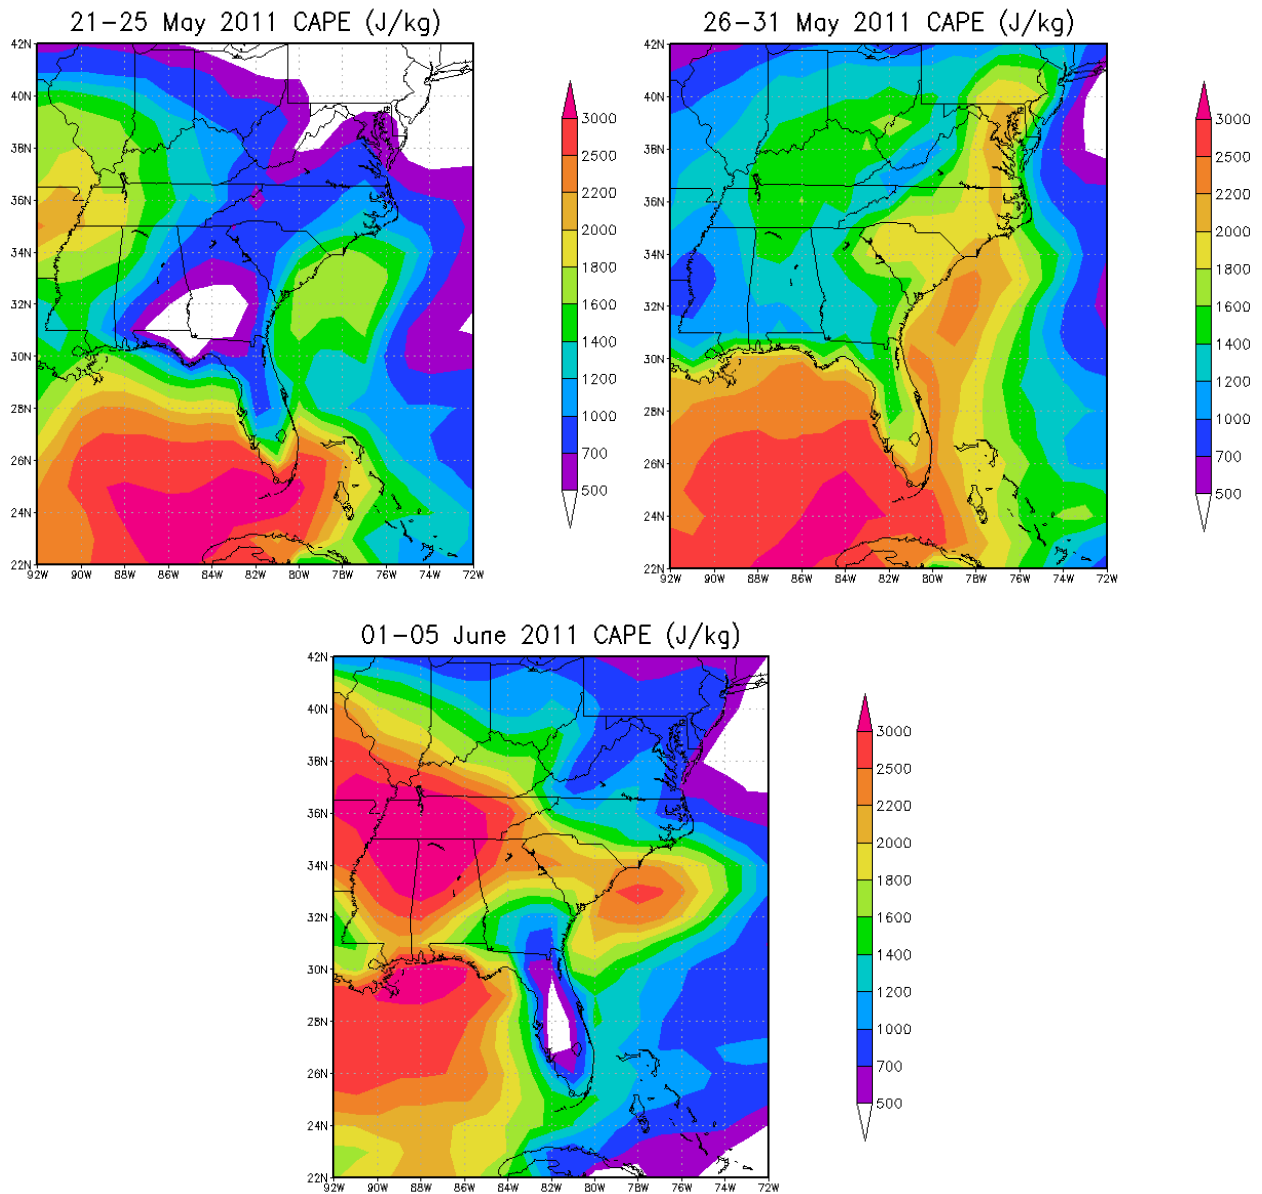 21-25 May 2011 CAPE (J/kg)
42N
40N
38N
36N
34N
32N
30N
28N
26N
24N
22N
92W 90W 88W 86W 84W 82W 80W 78W 76W 74W 72W
3000
2500
2200
2000
1800
1600
1400
1200
1000
700
500
26-31 May 2011 CAPE (J/kg)
42N
40N
38N
36N
34N
32N
30N
28N
26N
24N
22N
92W 90W 88W 86W 84W 82W 80W 78W 76W 74W 72W
3000
2500
2200
2000
1800
1600
1400
1200
1000
700
500
01-05 June 2011 CAPE (J/kg)
42N
40N
38N
36N
34N
32N
30N
28N
26N
24N
22N
92W 90W 88W 86W 84W 82W 80W 78W 76W 74W 72W
3000
2500
2200
2000
1800
1600
1400
1200
1000
700
500